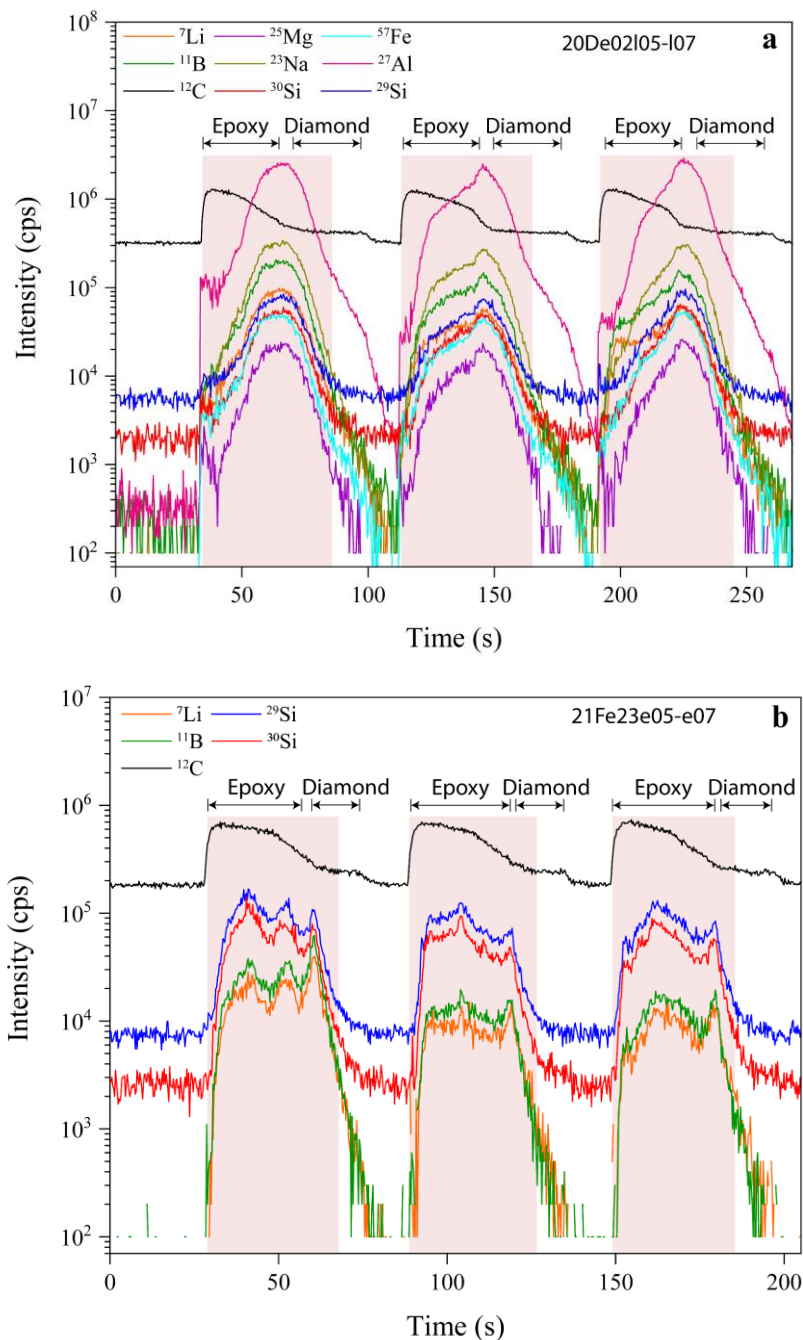 ⁷Li ²⁵Mg ⁵⁷Fe 20De02l05-l07 a
¹¹B ²³Na ²⁷Al
¹²C ³⁰Si ²⁹Si
Epoxy Diamond Epoxy Diamond Epoxy Diamond
10⁸
10⁷
10⁶
10⁵
10⁴
10³
10²
Intensity (cps)
0 50 100 150 200 250
Time (s)
⁷Li ²⁹Si 21Fe23e05-e07 b
¹¹B ³⁰Si
¹²C
Epoxy Diamond Epoxy Diamond Epoxy Diamond
10⁷
10⁶
10⁵
10⁴
10³
10²
Intensity (cps)
0 50 100 150 200
Time (s)